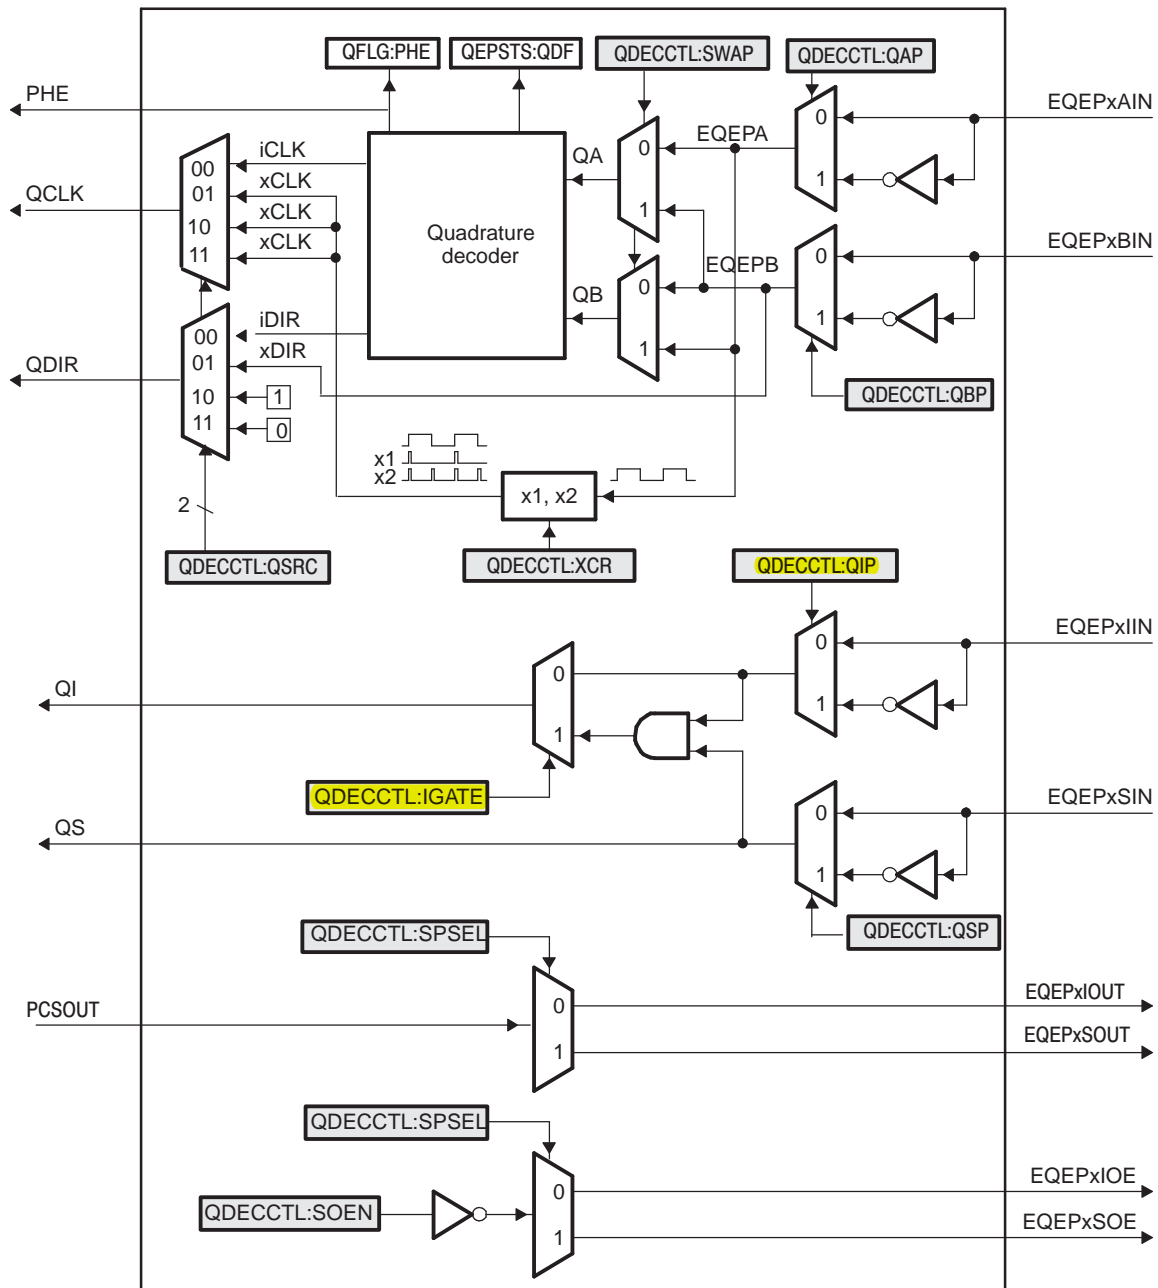 QFLG:PHE QEPSTS:QDF QDECCTL:SWAP QDECCTL:QAP
PHE
EQEPxAIN
0
EQEPA
iCLK
QA
0
00
xCLK
1
01
QCLK
xCLK
10
1
xCLK
11
Quadrature
decoder
EQEPxBIN
0
EQEPB
QB
0
1
iDIR
00
xDIR
1
01
QDIR
10
1
QDECCTL:QBP
11
0
x1
x2
x1, x2
2
QDECCTL:QSRC QDECCTL:XCR QDECCTL:QIP
EQEPxIIN
0
0
QI
1
1
QDECCTL:IGATE
EQEPxSIN
0
QS
1
QDECCTL:SPSEL
QDECCTL:QSP
PCSOUT
0
EQEPxIOUT
1
EQEPxSOUT
QDECCTL:SPSEL
0
EQEPxIOE
QDECCTL:SOEN
1
EQEPxSOE